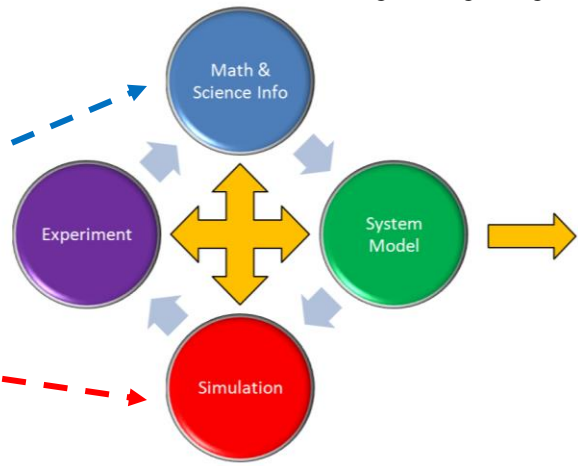 Math &
Science Info
Experiment
System
Model
Simulation